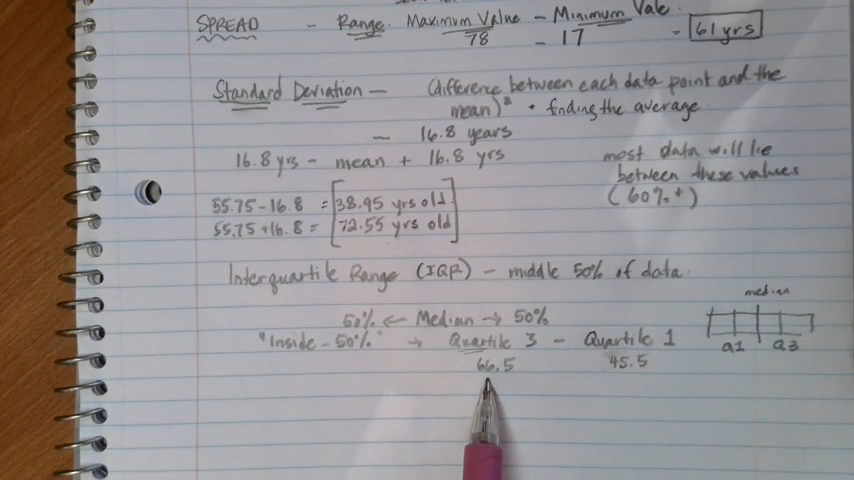 SPREAD - Range: Maximum Value - Minimum Vale.
78 - 17 = 61 yrs
Standard Deviation - (difference between each data point and the
mean)² + finding the average
- 16.8 years
16.8 yrs - mean + 16.8 yrs
most data will lie
between these values
(60%+)
55.75 - 16.8 = 38.95 yrs old
55.75 + 16.8 = 72.55 yrs old
Interquartile Range (IQR) - middle 50% of data.
median
50% ← Median → 50%
"Inside - 50%" → Quartile 3 - Quartile 1
Q1 Q3
66.5 45.5